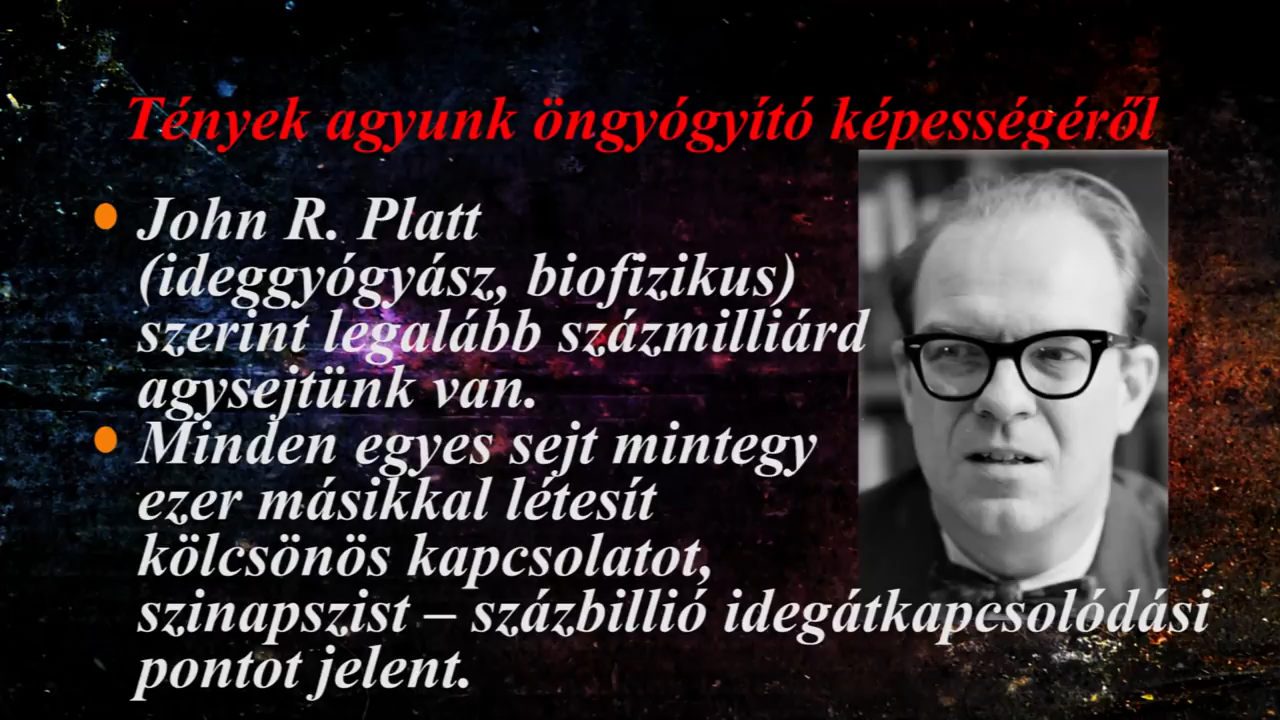 Tények agyunk öngyógyító képességéről
John R. Platt
(ideggyógyász, biofizikus)
szerint legalább százmilliárd
agysejtünk van.
Minden egyes sejt mintegy
ezer másikkal létesít
kölcsönös kapcsolatot,
szinapszist – százbillió idegátkapcsolódási
pontot jelent.